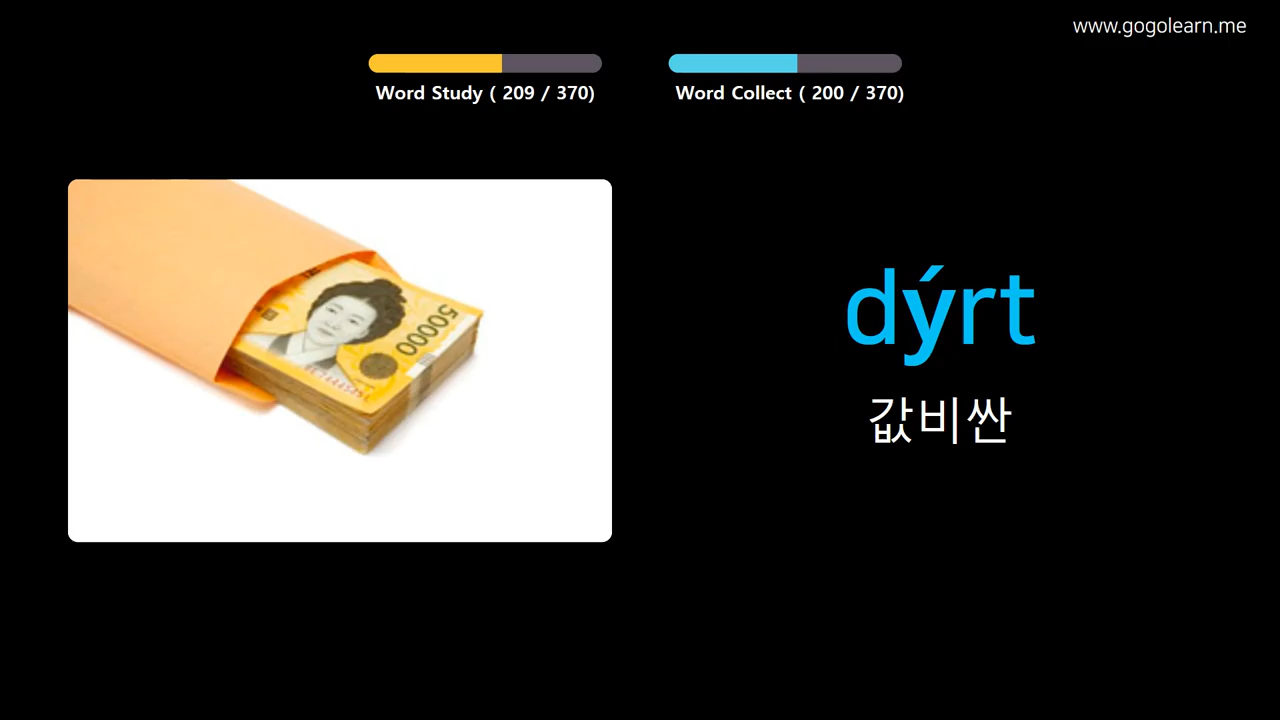 www.gogolearn.me
Word Study ( 209 / 370)
Word Collect ( 200 / 370)
50000
dýrt
값비싼